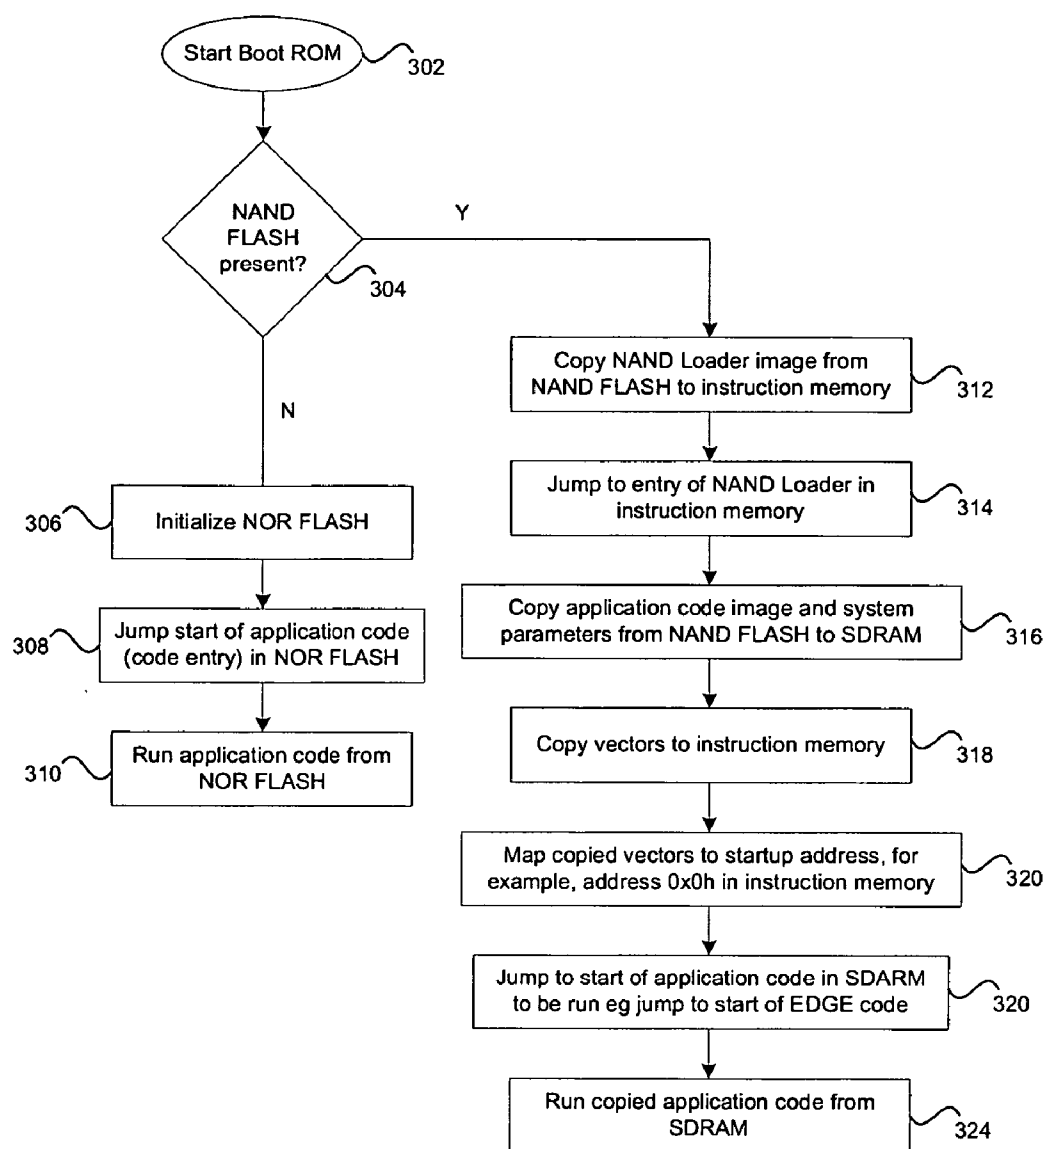 Start Boot ROM
302
NAND
FLASH
present?
304
Y
N
Copy NAND Loader image from
NAND FLASH to instruction memory
312
Jump to entry of NAND Loader in
instruction memory
314
306
Initialize NOR FLASH
Copy application code image and system
parameters from NAND FLASH to SDRAM
316
308
Jump start of application code
(code entry) in NOR FLASH
Copy vectors to instruction memory
318
310
Run application code from
NOR FLASH
Map copied vectors to startup address, for
example, address 0x0h in instruction memory
320
Jump to start of application code in SDARM
to be run eg jump to start of EDGE code
320
Run copied application code from
SDRAM
324